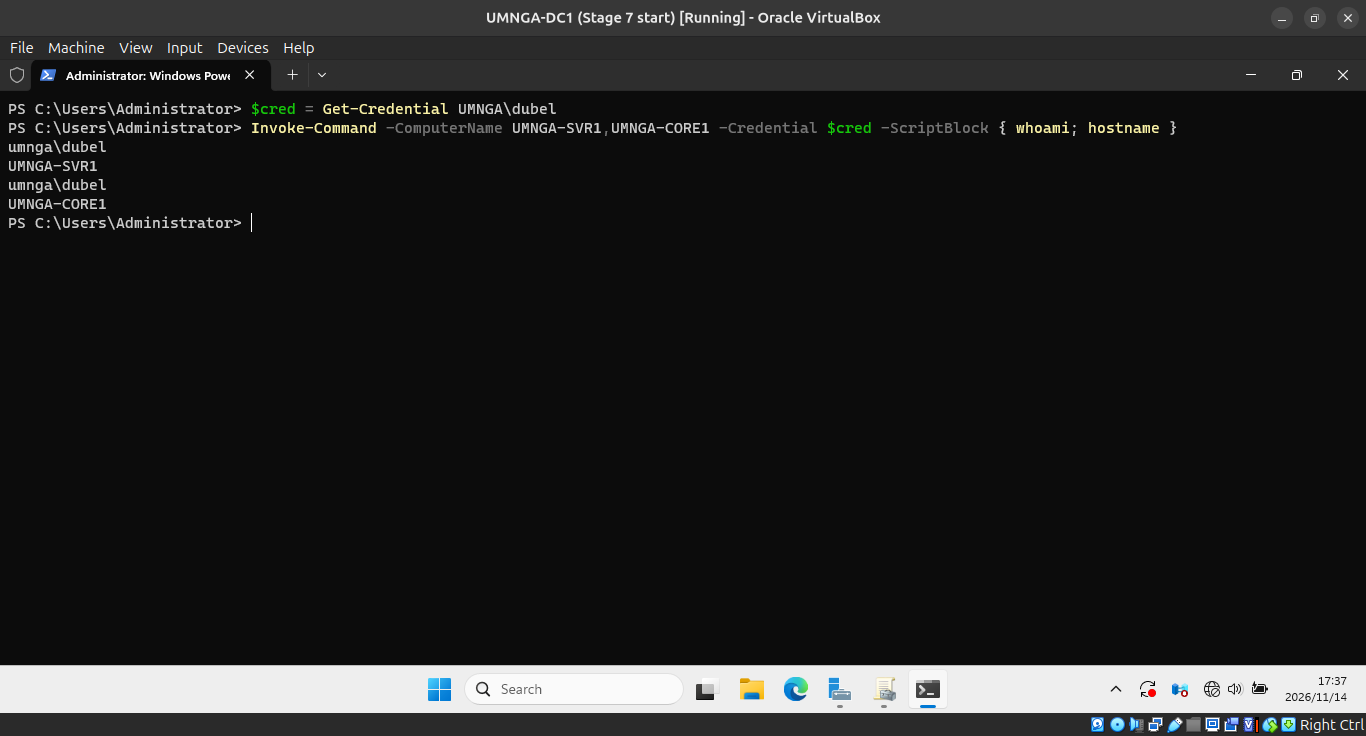 UMNGA-DC1 (Stage 7 start) [Running] - Oracle VirtualBox
File Machine View Input Devices Help
Administrator: Windows Powe
PS C:\Users\Administrator> $cred = Get-Credential UMNGA\dubel
PS C:\Users\Administrator> Invoke-Command -ComputerName UMNGA-SVR1,UMNGA-CORE1 -Credential $cred -ScriptBlock { whoami; hostname }
umnga\dubel
UMNGA-SVR1
umnga\dubel
UMNGA-CORE1
PS C:\Users\Administrator>
Search
17:37
2026/11/14
Right Ctrl